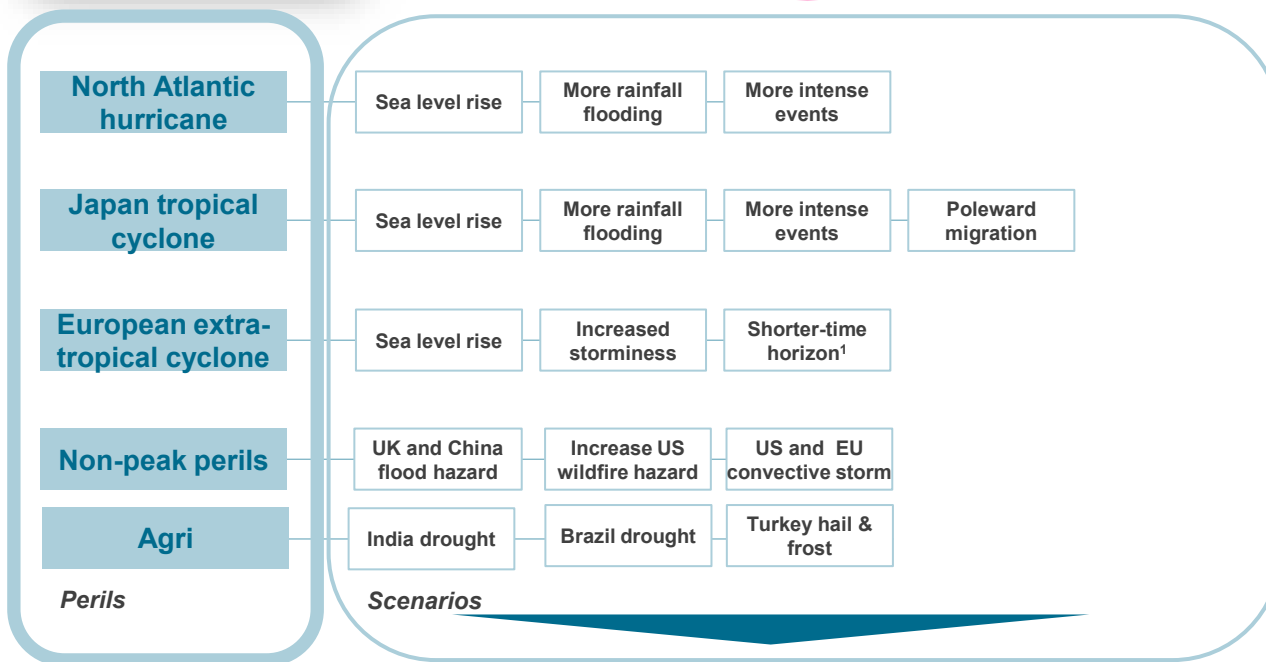 North Atlantic
hurricane
Sea level rise
More rainfall
flooding
More intense
events
Japan tropical
cyclone
Sea level rise
More rainfall
flooding
More intense
events
Poleward
migration
European extra-
tropical cyclone
Sea level rise
Increased
storminess
Shorter-time
horizon¹
Non-peak perils
UK and China
flood hazard
Increase US
wildfire hazard
US and EU
convective storm
Agri
India drought
Brazil drought
Turkey hail &
frost
Perils
Scenarios